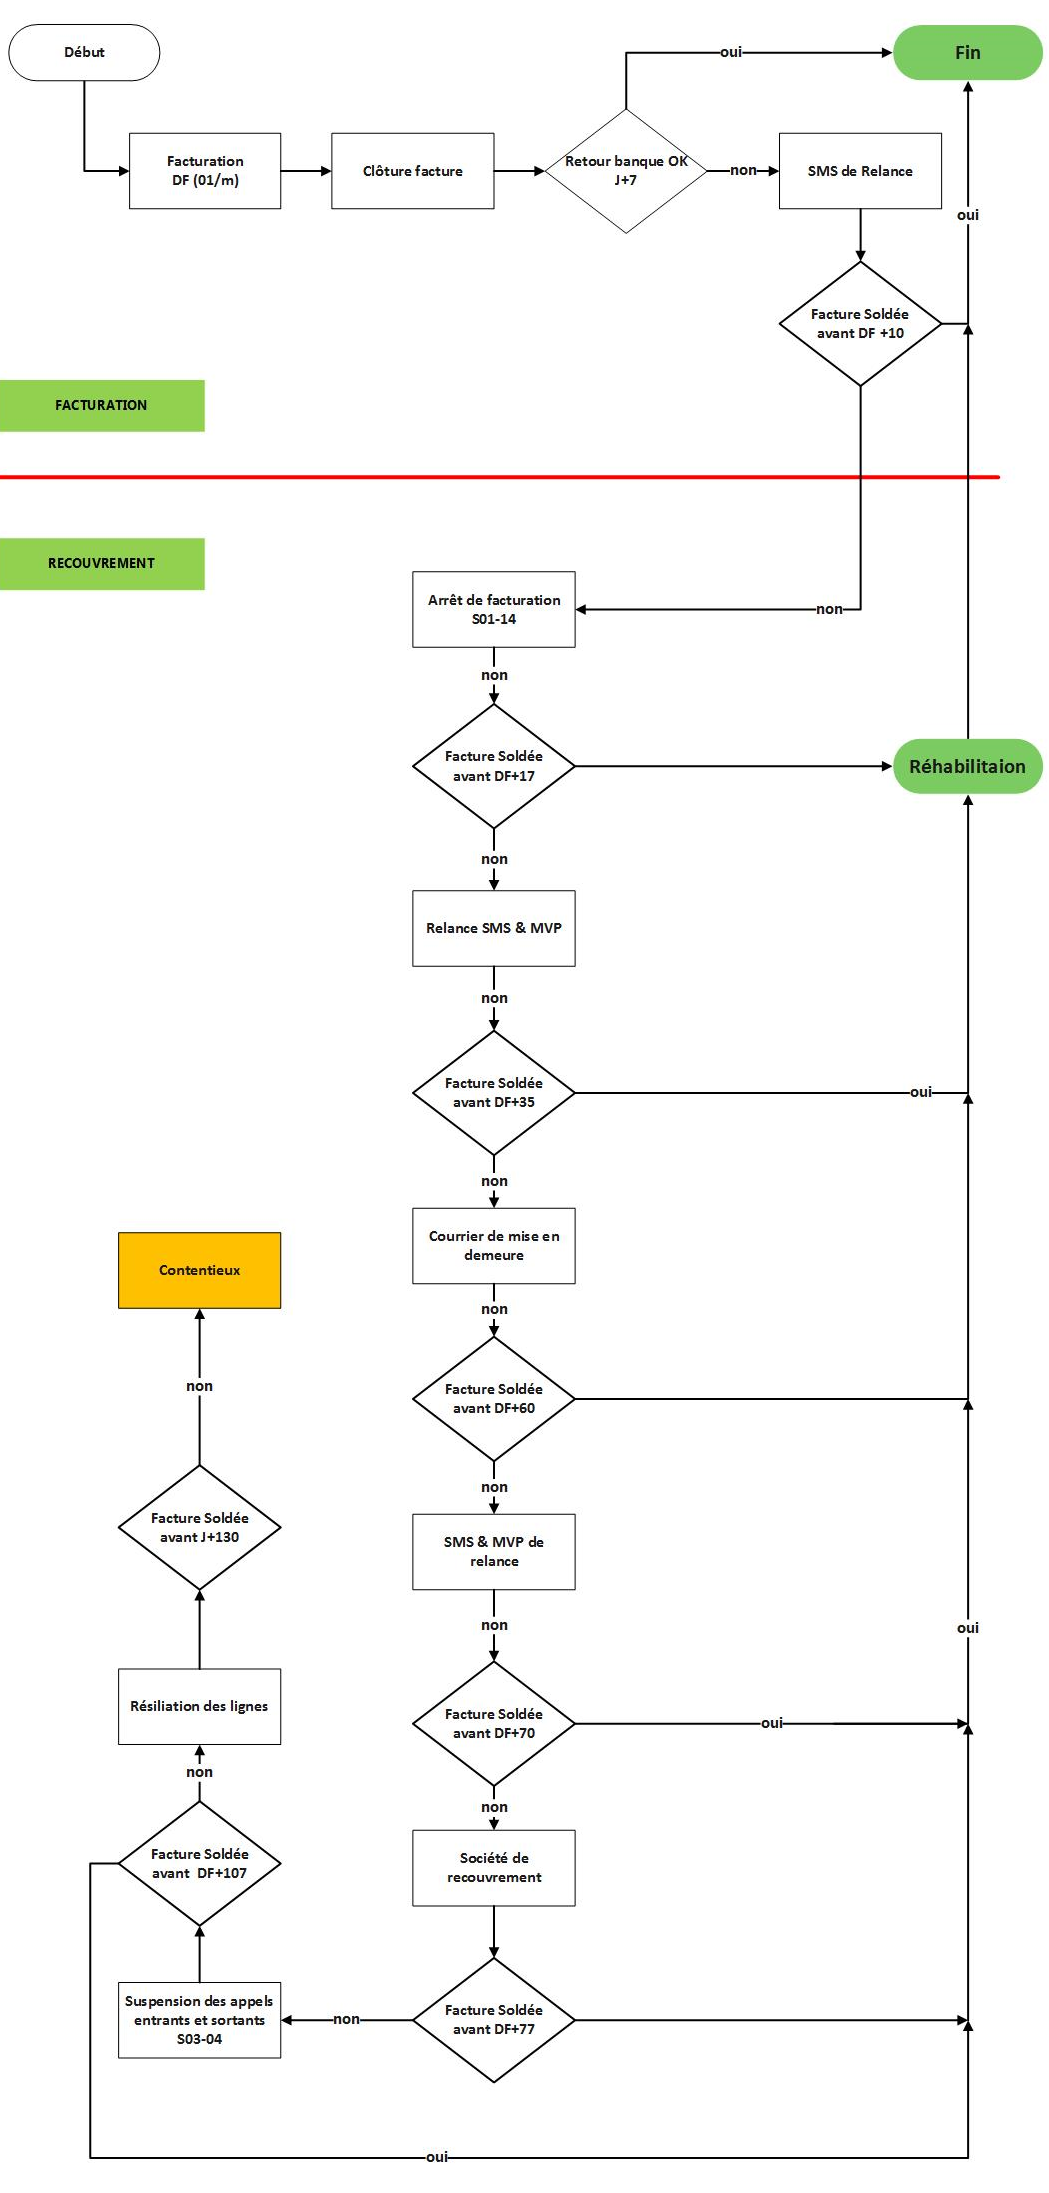 Début
oui
Fin
Facturation
DF (01/m)
Clôture facture
Retour banque OK
J+7
non
SMS de Relance
oui
Facture Soldée
avant DF +10
FACTURATION
RECOUVREMENT
Arrêt de facturation
S01-14
non
non
Facture Soldée
avant DF+17
Réhabilitaion
non
Relance SMS & MVP
non
Facture Soldée
avant DF+35
oui
non
Courrier de mise en
demeure
Contentieux
non
non
Facture Soldée
avant DF+60
non
Facture Soldée
avant J+130
SMS & MVP de
relance
non
oui
Résiliation des lignes
Facture Soldée
avant DF+70
oui
non
non
Facture Soldée
avant  DF+107
Société de
recouvrement
Suspension des appels
entrants et sortants
S03-04
non
Facture Soldée
avant DF+77
oui